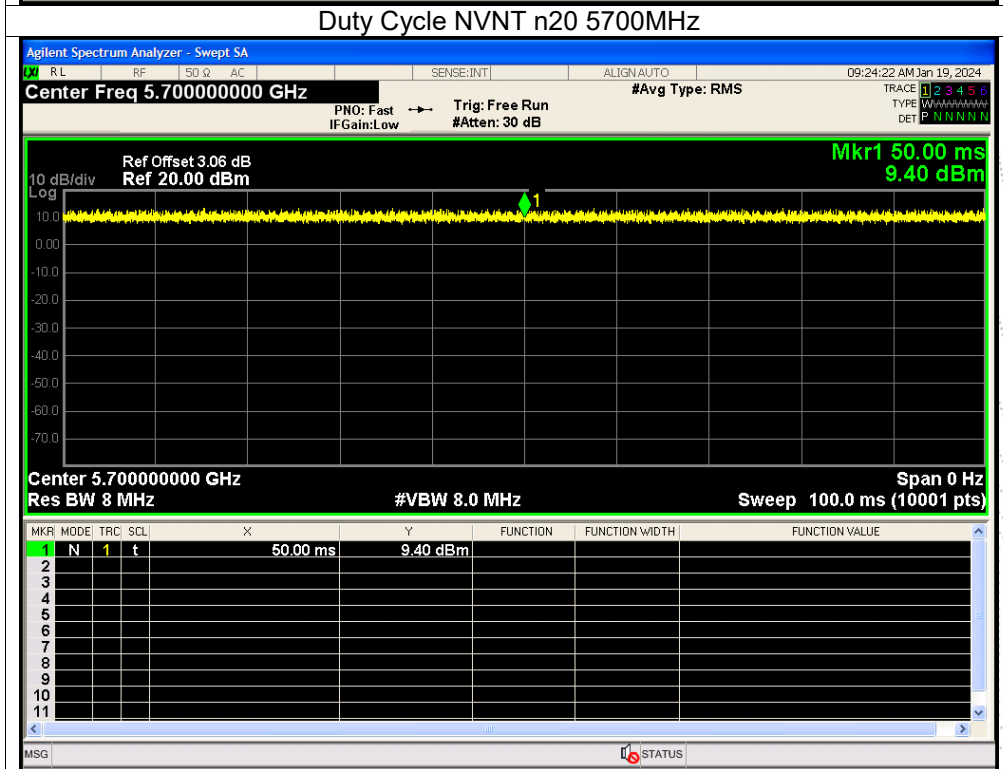 Duty Cycle NVNT n20 5700MHz
Agilent Spectrum Analyzer - Swept SA
LXI RL RF 50 Ω AC SENSE:INT ALIGN AUTO 09:24:22 AM Jan 19, 2024
Center Freq 5.700000000 GHz #Avg Type: RMS TRACE 1 2 3 4 5 6
PNO: Fast Trig: Free Run TYPE WWWWWW
IFGain:Low #Atten: 30 dB DET P N N N N N
Mkr1 50.00 ms
9.40 dBm
Ref Offset 3.06 dB
10 dB/div Ref 20.00 dBm
Log
1
10.0
0.00
-10.0
-20.0
-30.0
-40.0
-50.0
-60.0
-70.0
Center 5.700000000 GHz Span 0 Hz
Res BW 8 MHz #VBW 8.0 MHz Sweep 100.0 ms (10001 pts)
MKR MODE TRC SCL X Y FUNCTION FUNCTION WIDTH FUNCTION VALUE
1 N 1 t 50.00 ms 9.40 dBm
2
3
4
5
6
7
8
9
10
11
MSG STATUS